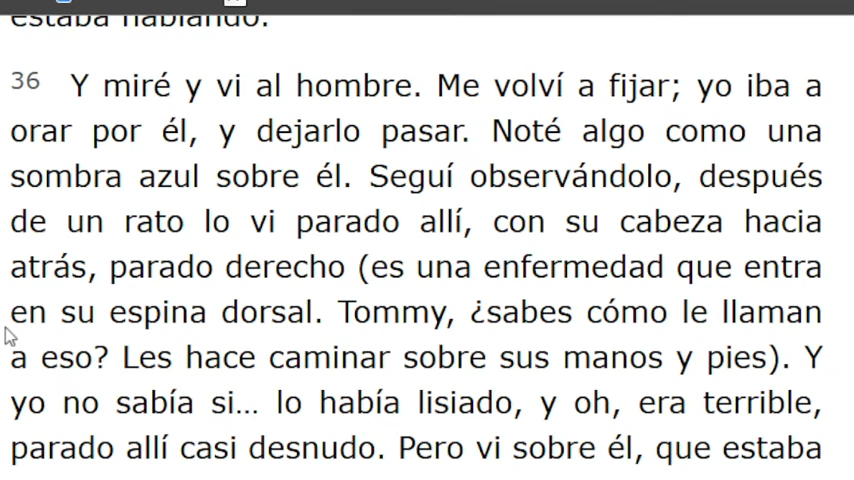 estaba hablando.
36 Y miré y vi al hombre. Me volví a fijar; yo iba a
orar por él, y dejarlo pasar. Noté algo como una
sombra azul sobre él. Seguí observándolo, después
de un rato lo vi parado allí, con su cabeza hacia
atrás, parado derecho (es una enfermedad que entra
en su espina dorsal. Tommy, ¿sabes cómo le llaman
a eso? Les hace caminar sobre sus manos y pies). Y
yo no sabía si... lo había lisiado, y oh, era terrible,
parado allí casi desnudo. Pero vi sobre él, que estaba